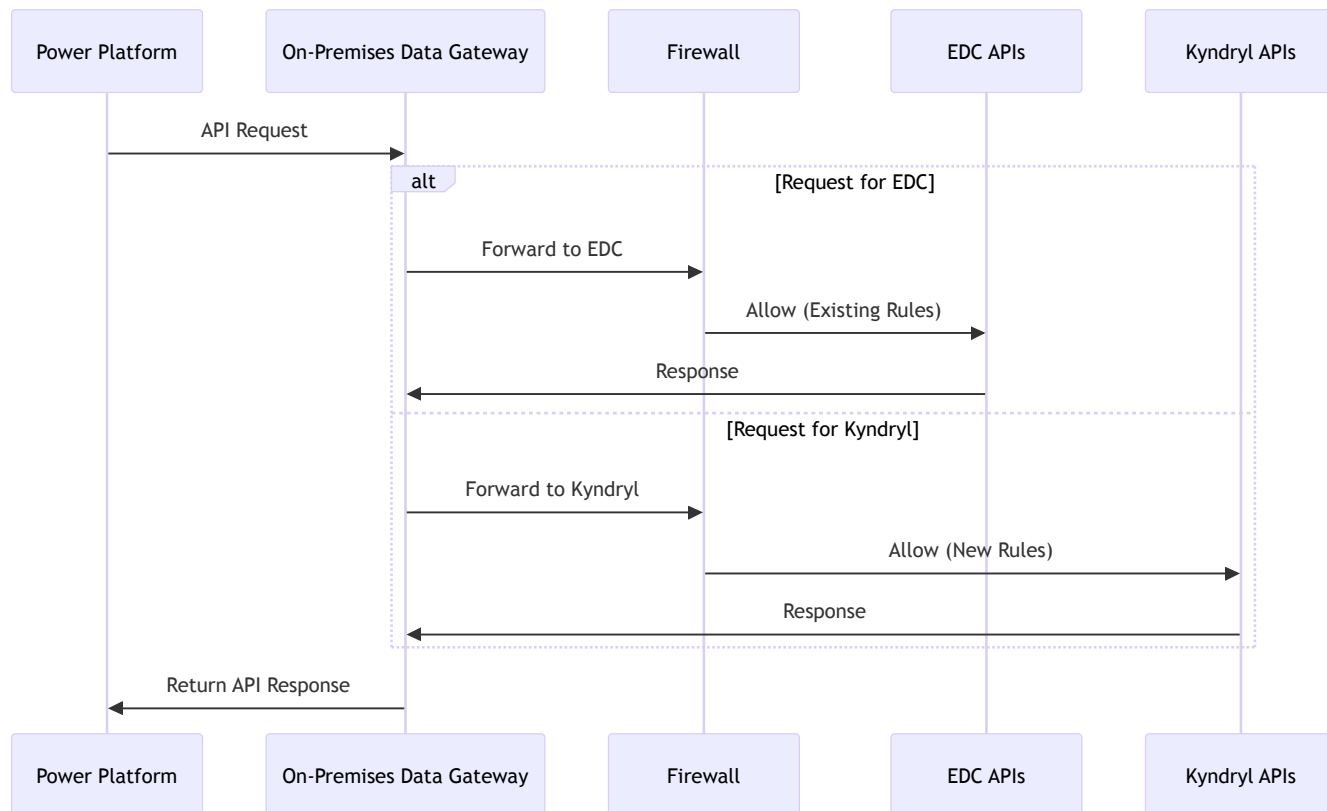 Power Platform
On-Premises Data Gateway
Firewall
EDC APIs
Kyndryl APIs
API Request
alt
[Request for EDC]
Forward to EDC
Allow (Existing Rules)
Response
[Request for Kyndryl]
Forward to Kyndryl
Allow (New Rules)
Response
Return API Response
Power Platform
On-Premises Data Gateway
Firewall
EDC APIs
Kyndryl APIs